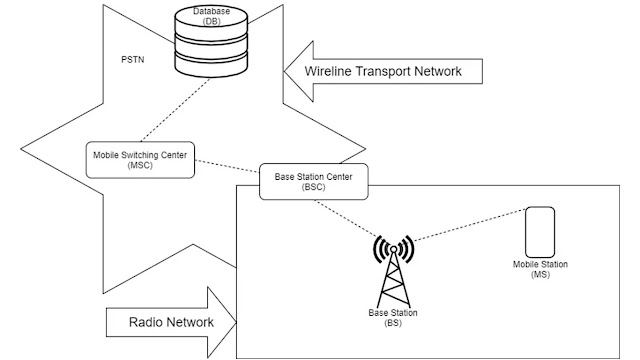 Database
(DB)
PSTN
Wireline Transport Network
Mobile Switching Center
(MSC)
Base Station Center
(BSC)
Mobile Station
(MS)
Base Station
(BS)
Radio Network